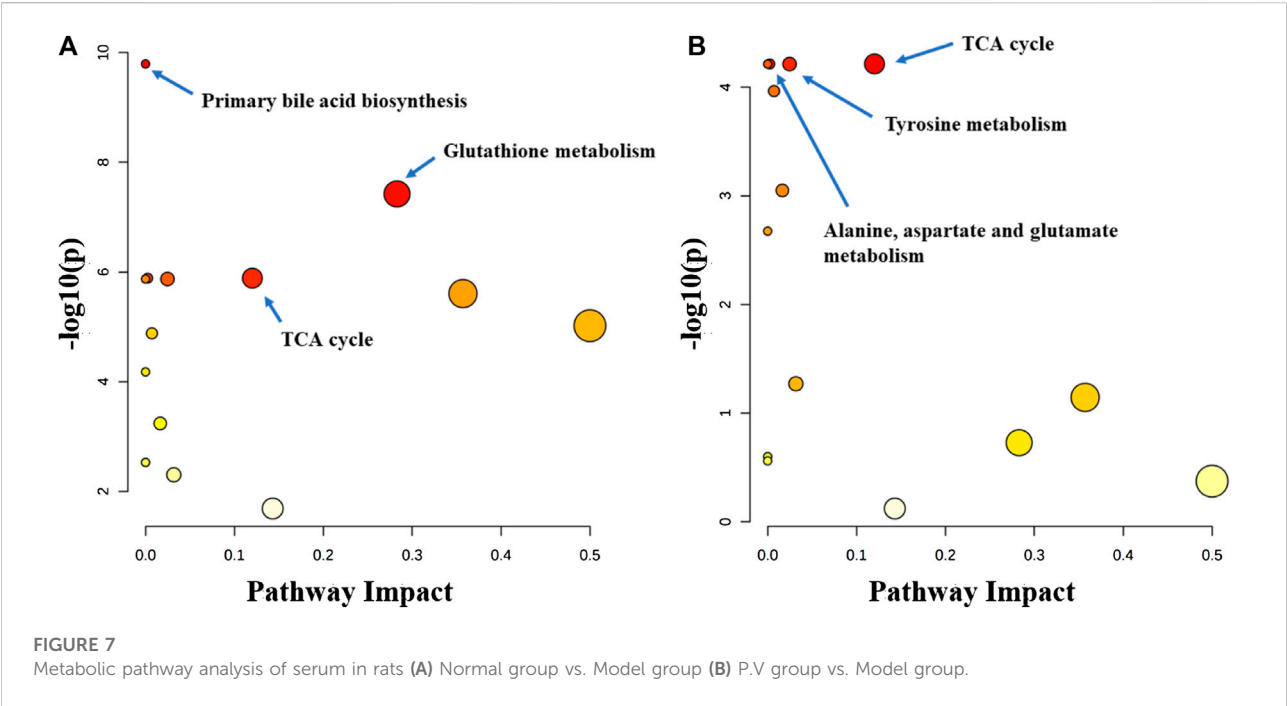 A
10
8
6
4
2
-log10(p)
Primary bile acid biosynthesis
Glutathione metabolism
TCA cycle
0.0 0.1 0.2 0.3 0.4 0.5
Pathway Impact
B
4
3
2
1
0
-log10(p)
TCA cycle
Tyrosine metabolism
Alanine, aspartate and glutamate
metabolism
0.0 0.1 0.2 0.3 0.4 0.5
Pathway Impact
FIGURE 7
Metabolic pathway analysis of serum in rats (A) Normal group vs. Model group (B) P.V group vs. Model group.